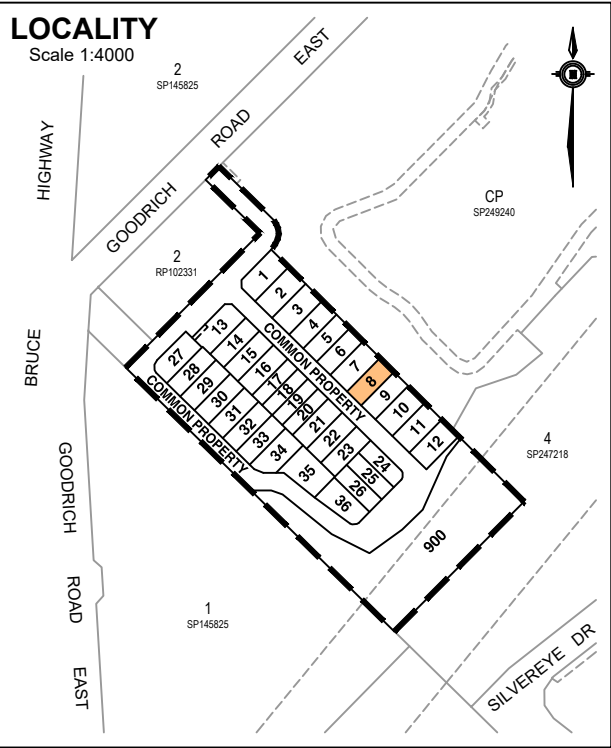 LOCALITY
Scale 1:4000
2
SP145825
EAST
ROAD
GOODRICH
HIGHWAY
BRUCE
CP
SP249240
2
RP102331
1
2
3
4
5
6
7
8
9
10
11
12
COMMON PROPERTY
13
14
15
16
17
18
19
20
21
22
23
24
25
26
27
28
29
30
31
32
33
34
35
36
COMMON PROPERTY
900
4
SP247218
GOODRICH
ROAD
EAST
1
SP145825
SILVEREYE DR